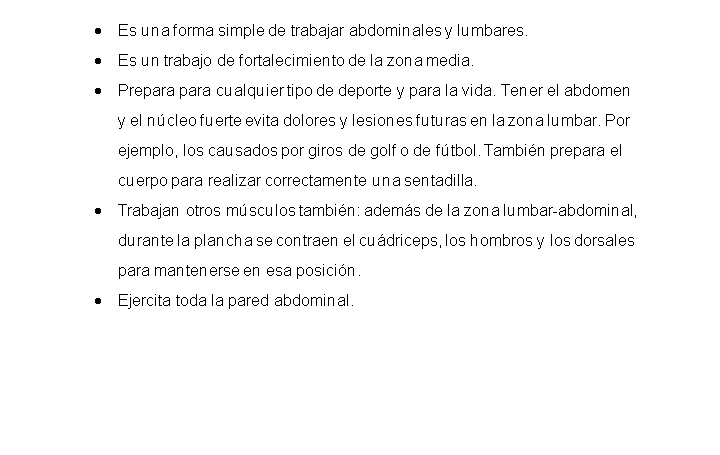 • Es una forma simple de trabajar abdominales y lumbares.
• Es un trabajo de fortalecimiento de la zona media.
• Prepara para cualquier tipo de deporte y para la vida. Tener el abdomen
y el núcleo fuerte evita dolores y lesiones futuras en la zona lumbar. Por
ejemplo, los causados por giros de golf o de fútbol. También prepara el
cuerpo para realizar correctamente una sentadilla.
• Trabajan otros músculos también: además de la zona lumbar-abdominal,
durante la plancha se contraen el cuádriceps, los hombros y los dorsales
para mantenerse en esa posición.
• Ejercita toda la pared abdominal.